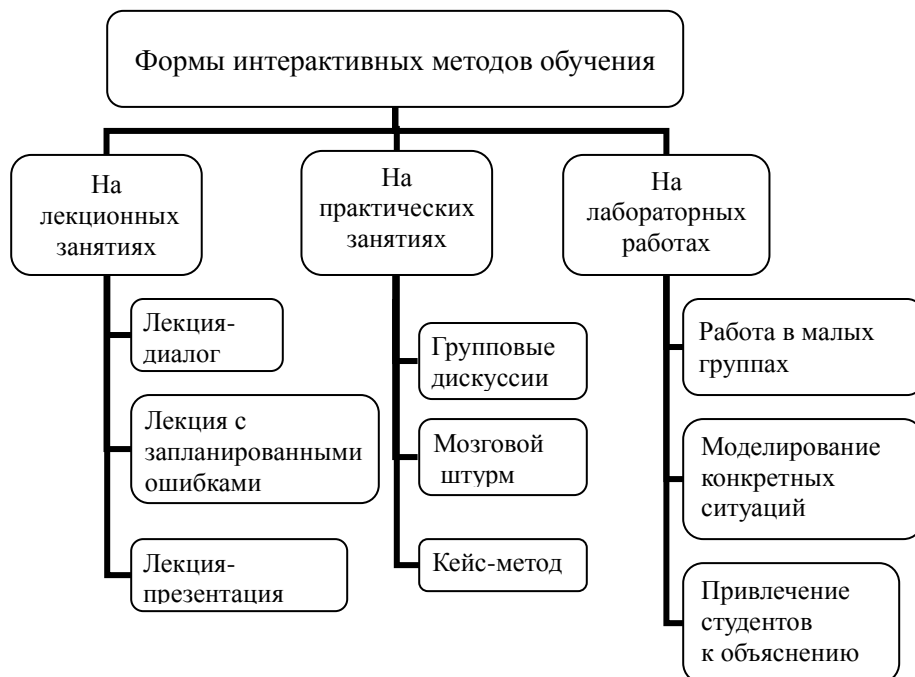 Формы интерактивных методов обучения
На
лекционных
занятиях
Лекция-
диалог
Лекция с
запланированными
ошибками
Лекция-
презентация
На
практических
занятиях
Групповые
дискуссии
Мозговой
штурм
Кейс-метод
На
лабораторных
работах
Работа в малых
группах
Моделирование
конкретных
ситуаций
Привлечение
студентов
к объяснению